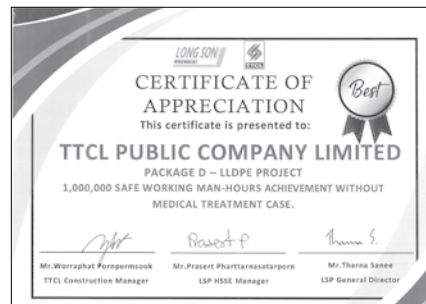 LONG SON
TTCL
CERTIFICATE OF
APPRECIATION
Best
This certificate is presented to:
TTCL PUBLIC COMPANY LIMITED
PACKAGE D – LLDPE PROJECT
1,000,000 SAFE WORKING MAN-HOURS ACHIEVEMENT WITHOUT
MEDICAL TREATMENT CASE.
Prasert P
Tharna S.
Mr.Worraphat Pornpermsook
Mr.Prasert Pharttarnasatarporn
Mr.Tharna Sanee
TTCL Construction Manager
LSP HSSE Manager
LSP General Director